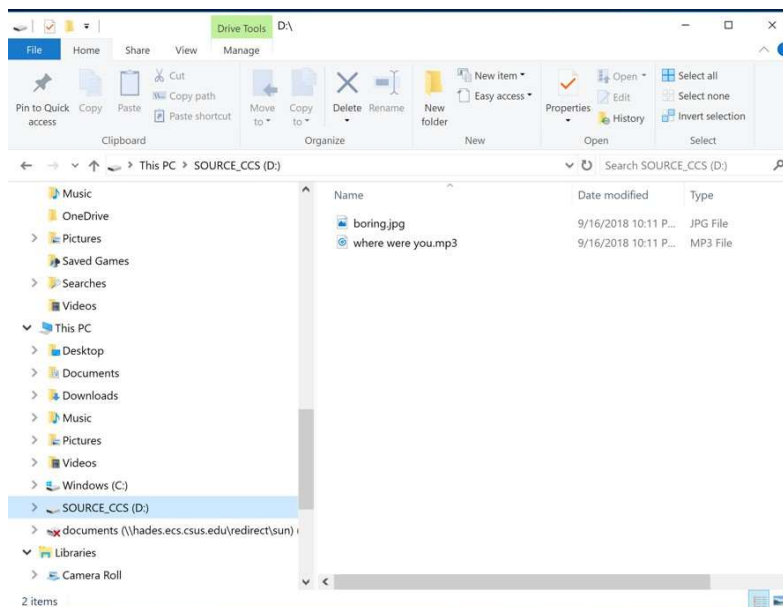 Drive Tools D:\
File Home Share View Manage
Pin to Quick access
Copy
Paste
Cut
Copy path
Paste shortcut
Clipboard
Move to
Copy to
Delete
Rename
Organize
New folder
New item
Easy access
New
Properties
Open
Edit
History
Open
Select all
Select none
Invert selection
Select
This PC > SOURCE_CCS (D:)
Search SOURCE_CCS (D:)
Music
OneDrive
Pictures
Saved Games
Searches
Videos
This PC
Desktop
Documents
Downloads
Music
Pictures
Videos
Windows (C:)
SOURCE_CCS (D:)
documents (\\hades.ecs.csus.edu\redirect\sun) (
Libraries
Camera Roll
Name Date modified Type
boring.jpg 9/16/2018 10:11 P... JPG File
where were you.mp3 9/16/2018 10:11 P... MP3 File
2 items